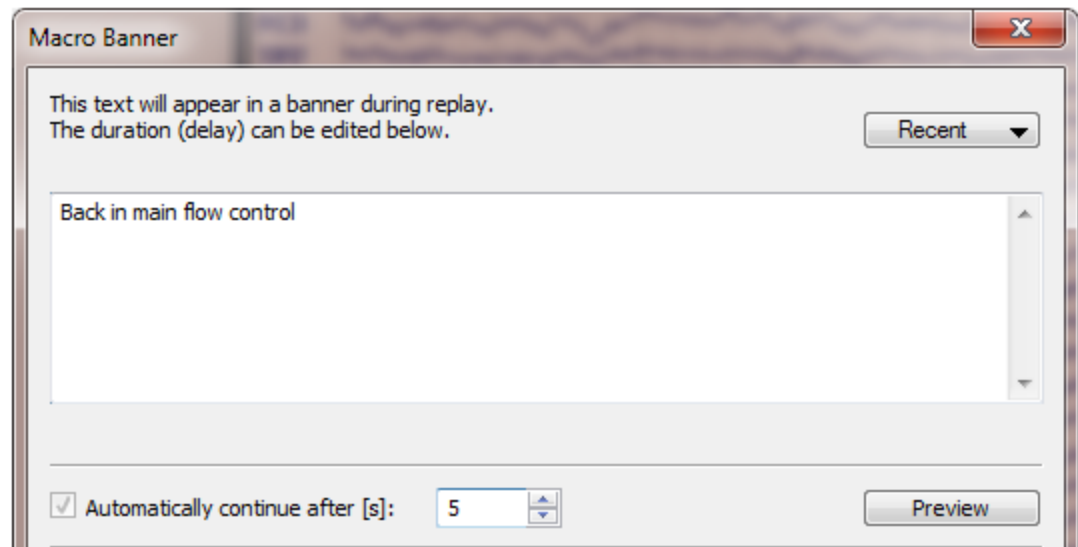 Macro Banner
X
This text will appear in a banner during replay.
The duration (delay) can be edited below.
Recent
Back in main flow control
Automatically continue after [s]:
5
Preview